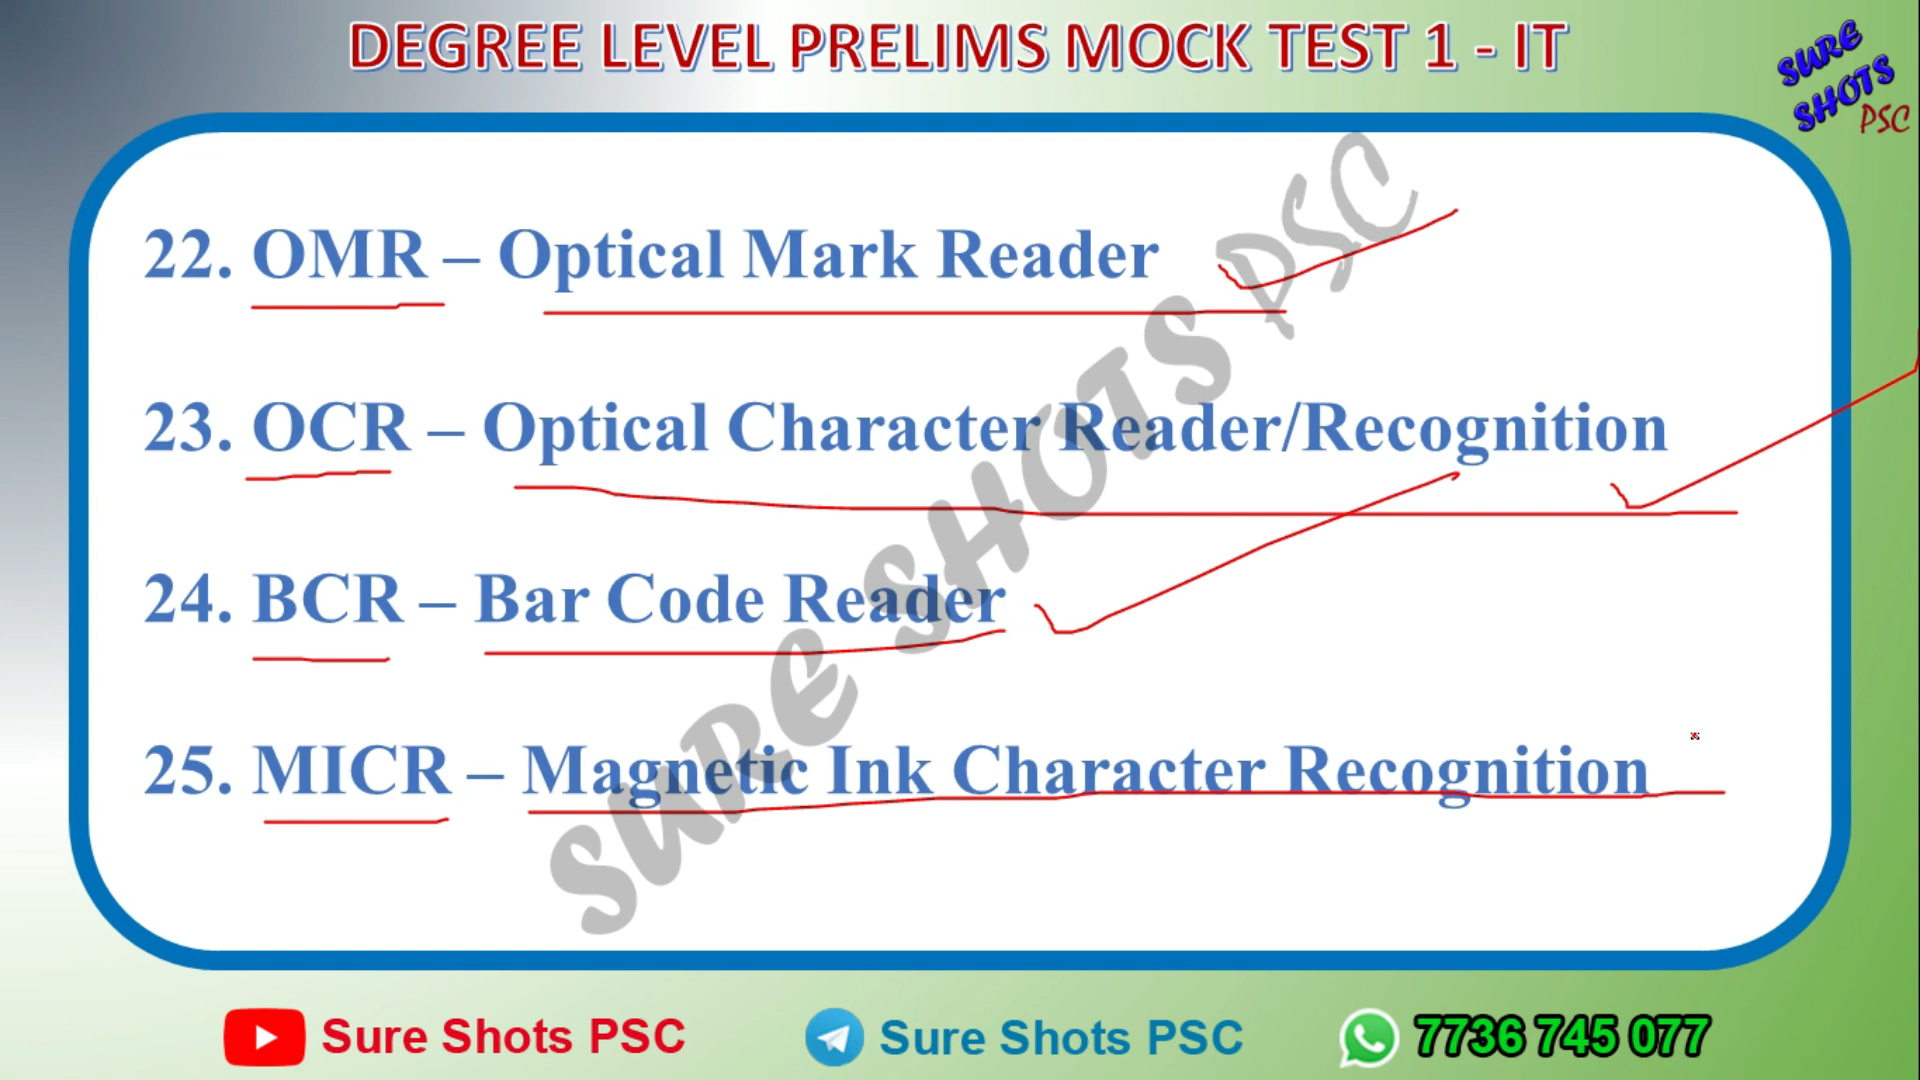 DEGREE LEVEL PRELIMS MOCK TEST 1 - IT
SURE
SHOTS
PSC
22. OMR – Optical Mark Reader
23. OCR – Optical Character Reader/Recognition
24. BCR – Bar Code Reader
25. MICR – Magnetic Ink Character Recognition
SURE SHOTS PSC
Sure Shots PSC
Sure Shots PSC
7736 745 077